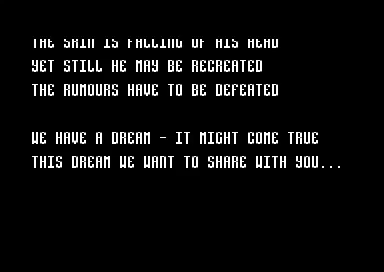 THE SKIN IS FALLING OF HIS HEAD
YET STILL HE MAY BE RECREATED
THE RUMOURS HAVE TO BE DEFEATED
WE HAVE A DREAM - IT MIGHT COME TRUE
THIS DREAM WE WANT TO SHARE WITH YOU...